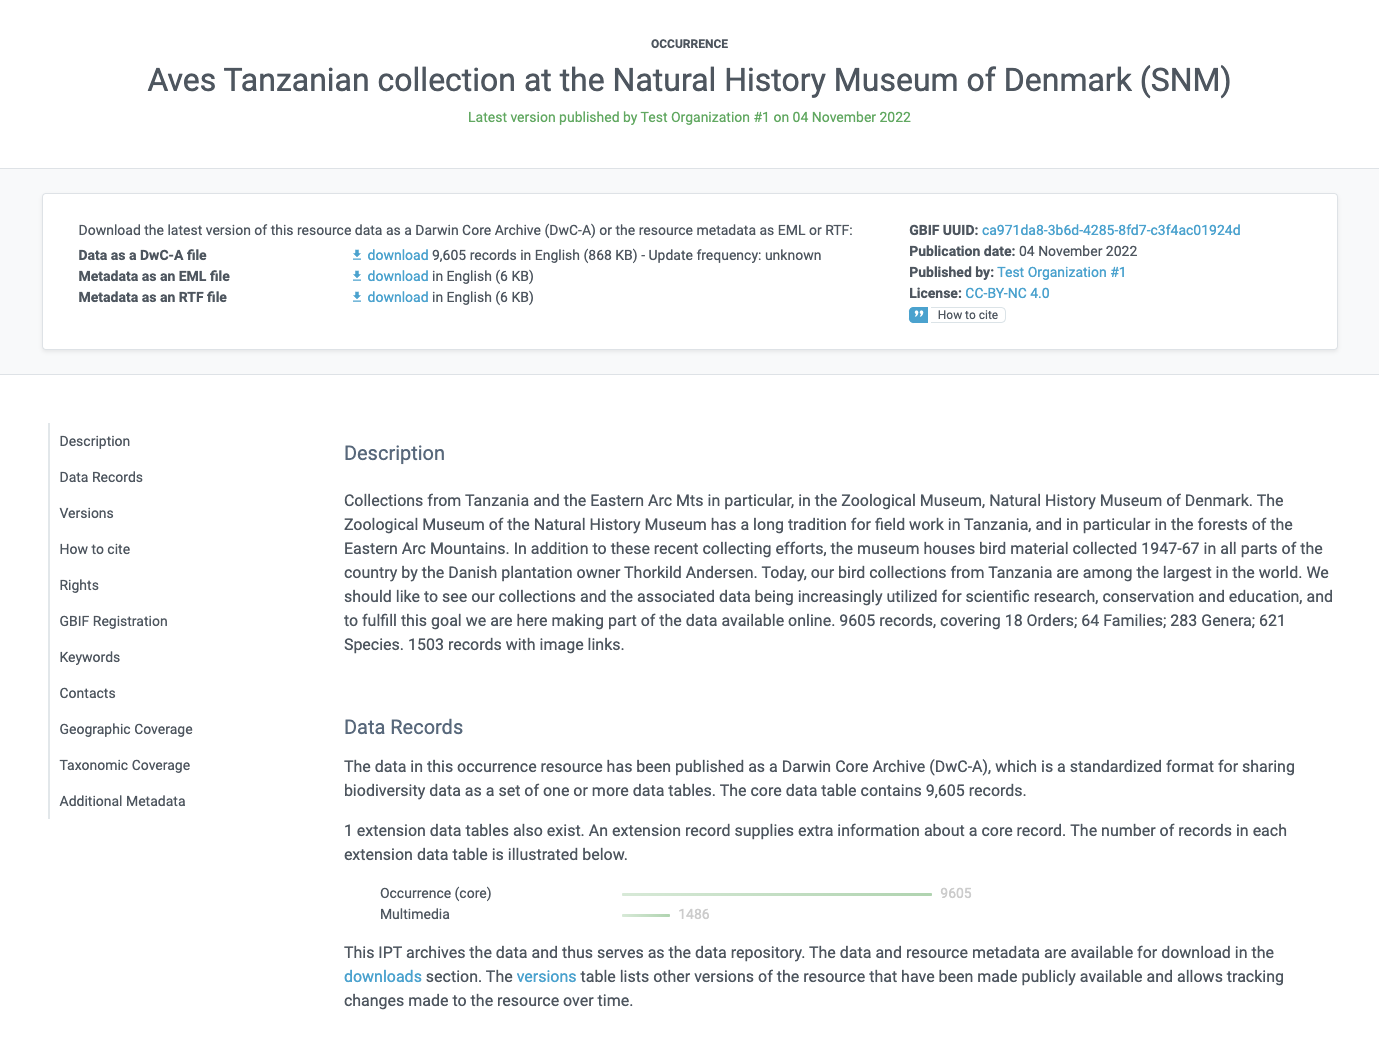 OCCURRENCE
Aves Tanzanian collection at the Natural History Museum of Denmark (SNM)
Latest version published by Test Organization #1 on 04 November 2022
Download the latest version of this resource data as a Darwin Core Archive (DwC-A) or the resource metadata as EML or RTF:
Data as a DwC-A file download 9,605 records in English (868 KB) - Update frequency: unknown
Metadata as an EML file download in English (6 KB)
Metadata as an RTF file download in English (6 KB)
GBIF UUID: ca971da8-3b6d-4285-8fd7-c3f4ac01924d
Publication date: 04 November 2022
Published by: Test Organization #1
License: CC-BY-NC 4.0
How to cite
Description
Data Records
Versions
How to cite
Rights
GBIF Registration
Keywords
Contacts
Geographic Coverage
Taxonomic Coverage
Additional Metadata
Description
Collections from Tanzania and the Eastern Arc Mts in particular, in the Zoological Museum, Natural History Museum of Denmark. The
Zoological Museum of the Natural History Museum has a long tradition for field work in Tanzania, and in particular in the forests of the
Eastern Arc Mountains. In addition to these recent collecting efforts, the museum houses bird material collected 1947-67 in all parts of the
country by the Danish plantation owner Thorkild Andersen. Today, our bird collections from Tanzania are among the largest in the world. We
should like to see our collections and the associated data being increasingly utilized for scientific research, conservation and education, and
to fulfill this goal we are here making part of the data available online. 9605 records, covering 18 Orders; 64 Families; 283 Genera; 621
Species. 1503 records with image links.
Data Records
The data in this occurrence resource has been published as a Darwin Core Archive (DwC-A), which is a standardized format for sharing
biodiversity data as a set of one or more data tables. The core data table contains 9,605 records.
1 extension data tables also exist. An extension record supplies extra information about a core record. The number of records in each
extension data table is illustrated below.
Occurrence (core) 9605
Multimedia 1486
This IPT archives the data and thus serves as the data repository. The data and resource metadata are available for download in the
downloads section. The versions table lists other versions of the resource that have been made publicly available and allows tracking
changes made to the resource over time.